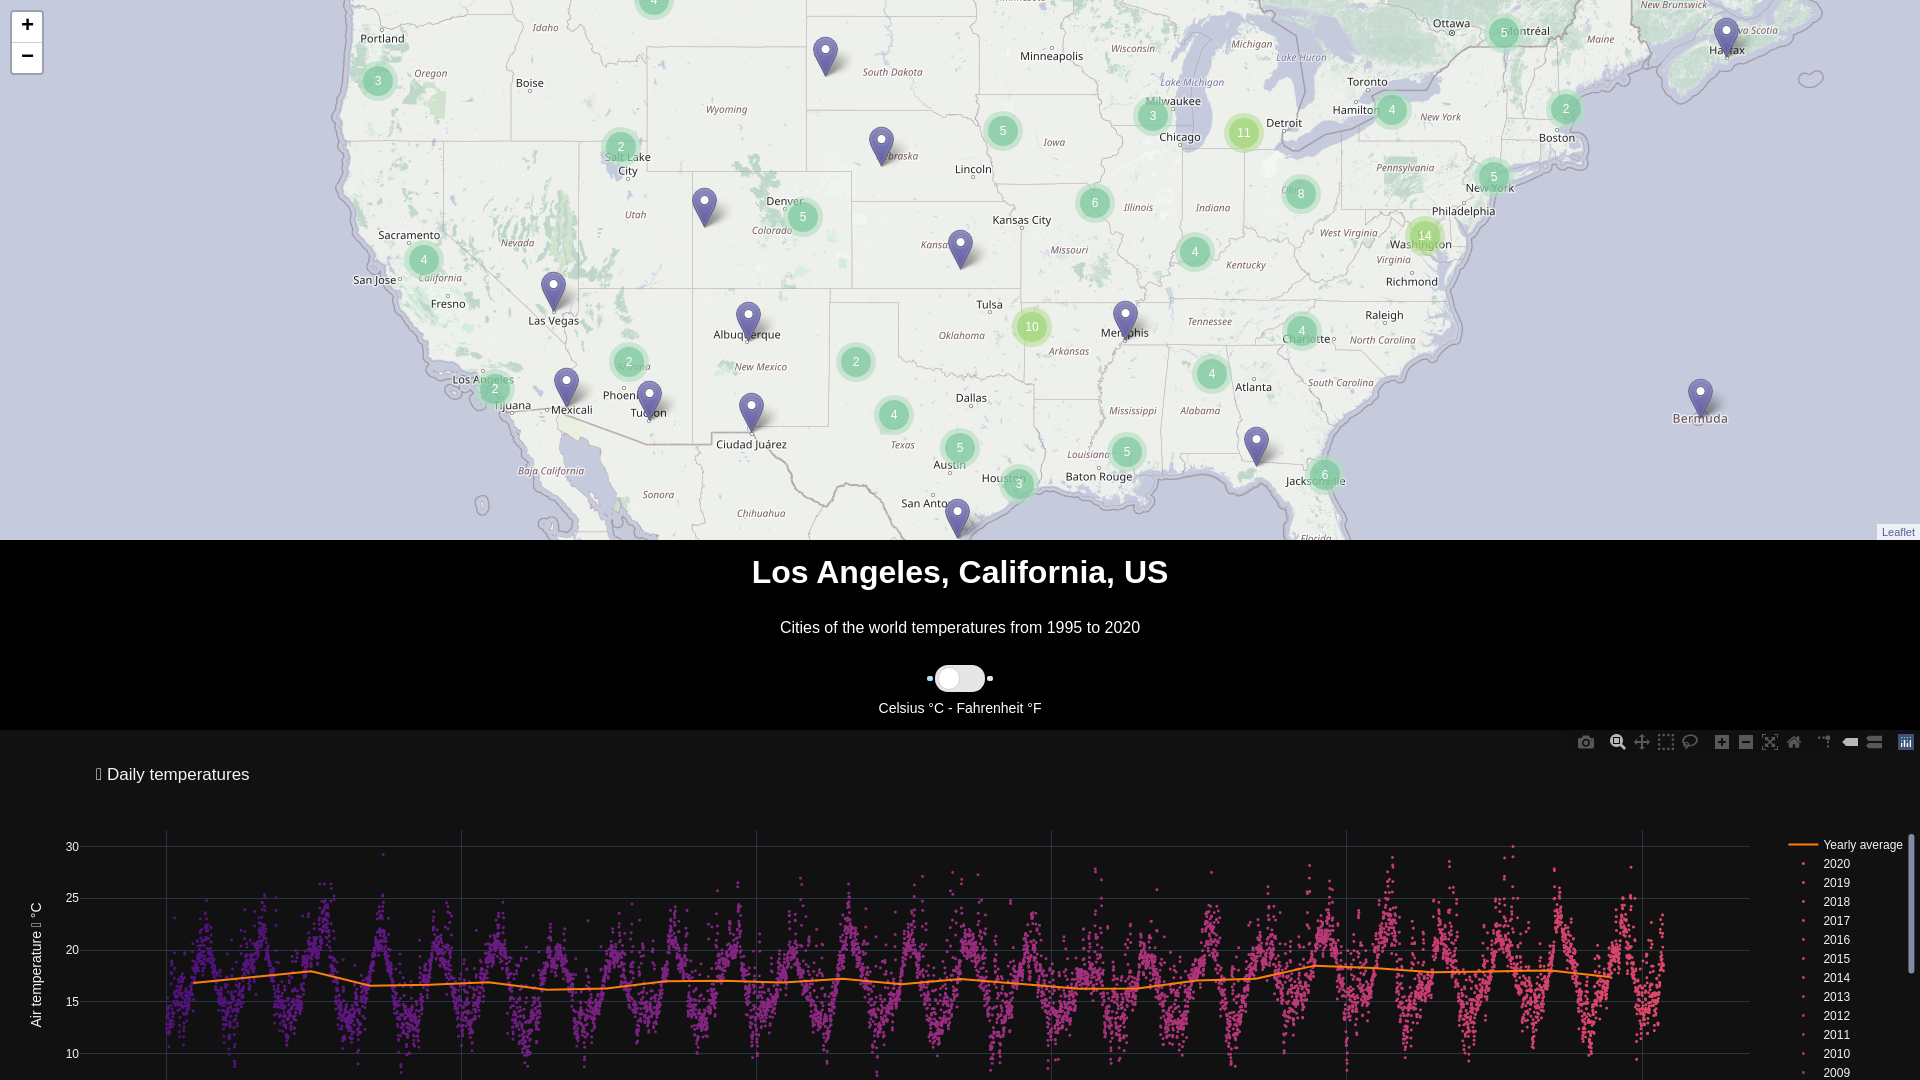 +
−
4
Idaho
New Brunswick
Ottawa
5
Nova Scotia
Portland
Wisconsin
Michigan
Maine
Halifax
South Dakota
Minneapolis
Lake Huron
Oregon
3
Boise
Lake Michigan
Toronto
Wyoming
Milwaukee
3
Hamilton
4
New York
2
5
Iowa
Chicago
11
Detroit
Boston
2
Salt Lake
City
Lincoln
Pennsylvania
5
New York
8
Utah
Denver
5
Colorado
Kansas City
6
Illinois
Indiana
Philadelphia
Sacramento
Nevada
West Virginia
14
Washington
4
California
San Jose
Missouri
4
Kentucky
Virginia
Richmond
Fresno
Las Vegas
Tulsa
Raleigh
Albuquerque
Oklahoma
10
Memphis
Tennessee
4
Charlotte
North Carolina
Arkansas
2
New Mexico
2
Los Angeles
2
4
Atlanta
South Carolina
Tijuana
Mexicali
Tucson
4
Dallas
Mississippi
Alabama
Bermuda
Ciudad Juárez
Texas
5
Austin
Louisiana
5
Baton Rouge
Baja California
Sonora
Houston
3
6
Jacksonville
Chihuahua
Florida
Leaflet
Los Angeles, California, US
Cities of the world temperatures from 1995 to 2020
Celsius °C - Fahrenheit °F
Daily temperatures
Air temperature °C
30
25
20
15
10
Yearly average
2020
2019
2018
2017
2016
2015
2014
2013
2012
2011
2010
2009